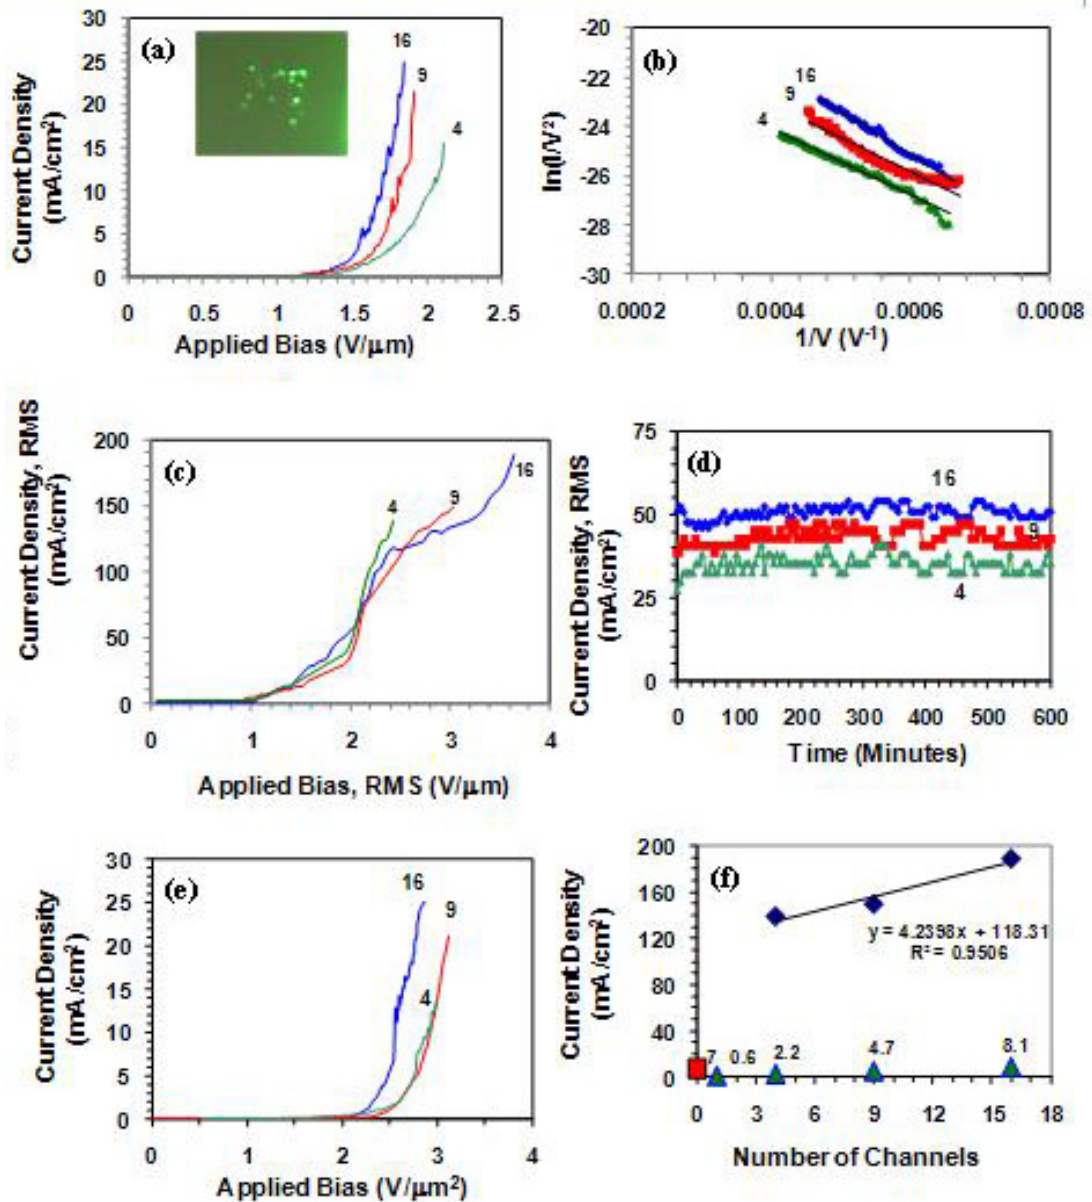 (a)
16
9
4
30
25
20
15
10
5
0
0 0.5 1 1.5 2 2.5
Current Density
(mA/cm²)
Applied Bias (V/μm)
(b)
16
9
4
-20
-22
-24
-26
-28
-30
0.0002 0.0004 0.0006 0.0008
ln(I/V²)
1/V (V⁻¹)
(c)
4
9
16
200
150
100
50
0
0 1 2 3 4
Current Density, RMS
(mA/cm²)
Applied Bias, RMS (V/μm)
(d)
16
9
4
75
50
25
0
0 100 200 300 400 500 600
Current Density, RMS
(mA/cm²)
Time (Minutes)
(e)
16
9
4
30
25
20
15
10
5
0
0 1 2 3 4
Current Density
(mA/cm²)
Applied Bias (V/μm²)
(f)
200
160
120
80
40
0
y = 4.2398x + 118.31
R² = 0.9506
7 0.6 2.2 4.7 8.1
0 3 6 9 12 15 18
Current Density
(mA/cm²)
Number of Channels